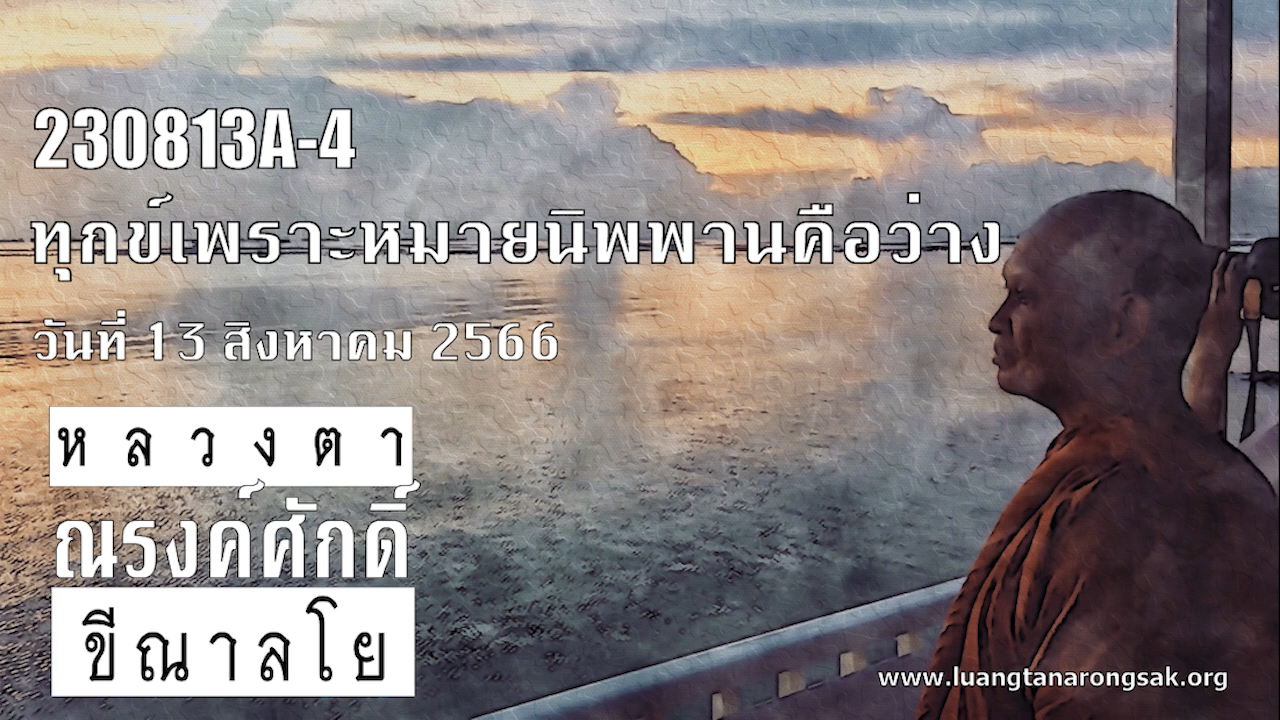 230813A-4
ทุกข์เพราะหมายนิพพานคือว่าง
วันที่ 13 สิงหาคม 2566
หลวงตา
ณรงค์ศักดิ์
ขีณาลโย
www.luangtanarongsak.org